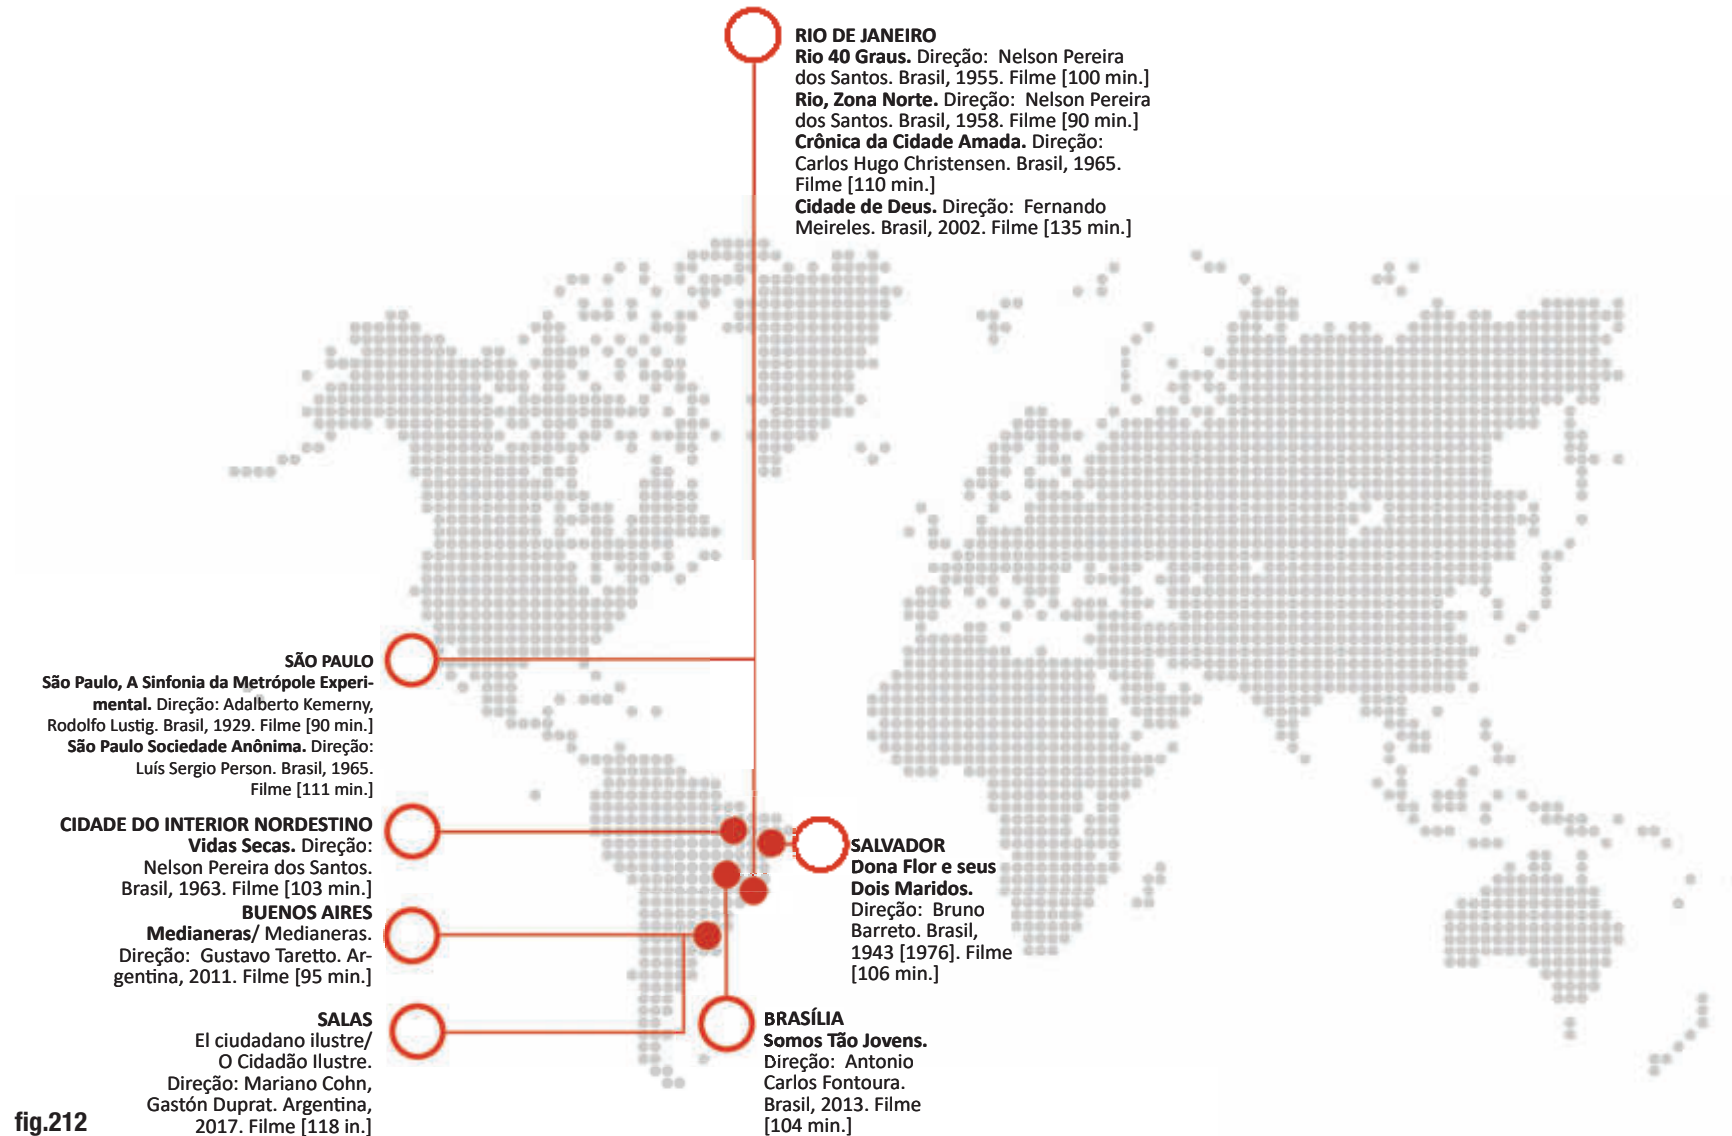 RIO DE JANEIRO
Rio 40 Graus. Direção: Nelson Pereira
dos Santos. Brasil, 1955. Filme [100 min.]
Rio, Zona Norte. Direção: Nelson Pereira
dos Santos. Brasil, 1958. Filme [90 min.]
Crônica da Cidade Amada. Direção:
Carlos Hugo Christensen. Brasil, 1965.
Filme [110 min.]
Cidade de Deus. Direção: Fernando
Meireles. Brasil, 2002. Filme [135 min.]
SÃO PAULO
São Paulo, A Sinfonia da Metrópole Experi-
mental. Direção: Adalberto Kemerny,
Rodolfo Lustig. Brasil, 1929. Filme [90 min.]
São Paulo Sociedade Anônima. Direção:
Luís Sergio Person. Brasil, 1965.
Filme [111 min.]
CIDADE DO INTERIOR NORDESTINO
Vidas Secas. Direção:
Nelson Pereira dos Santos.
Brasil, 1963. Filme [103 min.]
SALVADOR
Dona Flor e seus
Dois Maridos.
Direção: Bruno
Barreto. Brasil,
1943 [1976]. Filme
[106 min.]
BUENOS AIRES
Medianeras/ Medianeras.
Direção: Gustavo Taretto. Ar-
gentina, 2011. Filme [95 min.]
SALAS
El ciudadano ilustre/
O Cidadão Ilustre.
Direção: Mariano Cohn,
Gastón Duprat. Argentina,
2017. Filme [118 in.]
BRASÍLIA
Somos Tão Jovens.
Direção: Antonio
Carlos Fontoura.
Brasil, 2013. Filme
[104 min.]
fig.212